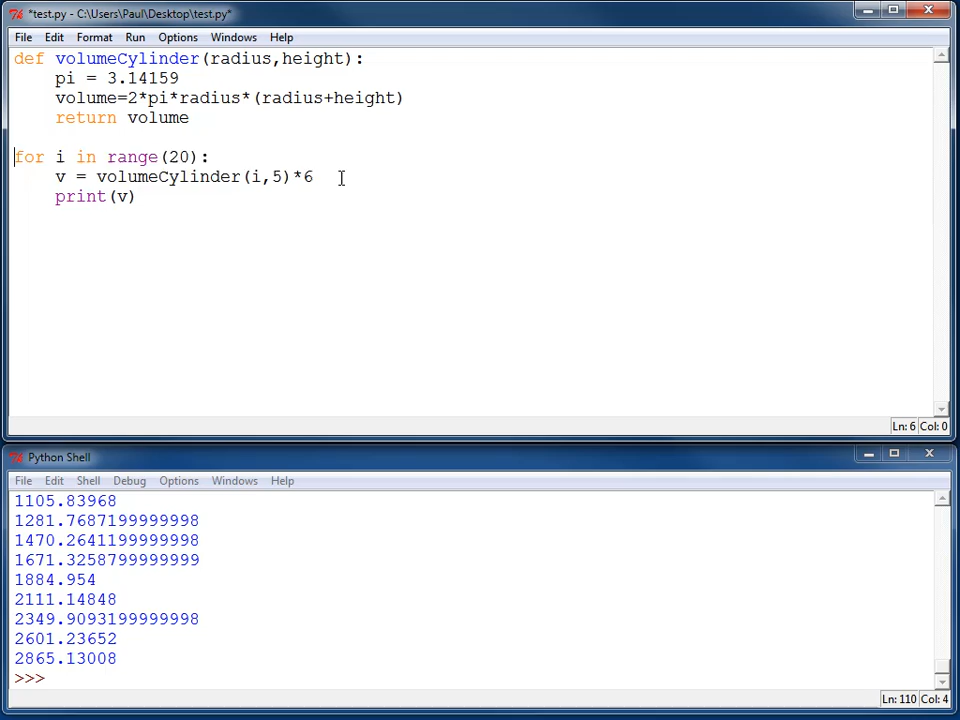 *test.py - C:\Users\Paul\Desktop\test.py*
File Edit Format Run Options Windows Help
def volumeCylinder(radius,height):
    pi = 3.14159
    volume=2*pi*radius*(radius+height)
    return volume
for i in range(20):
    v = volumeCylinder(i,5)*6
    print(v)
Ln: 6 Col: 0
Python Shell
File Edit Shell Debug Options Windows Help
1105.83968
1281.7687199999998
1470.2641199999998
1671.3258799999999
1884.954
2111.14848
2349.9093199999998
2601.23652
2865.13008
>>>
Ln: 110 Col: 4